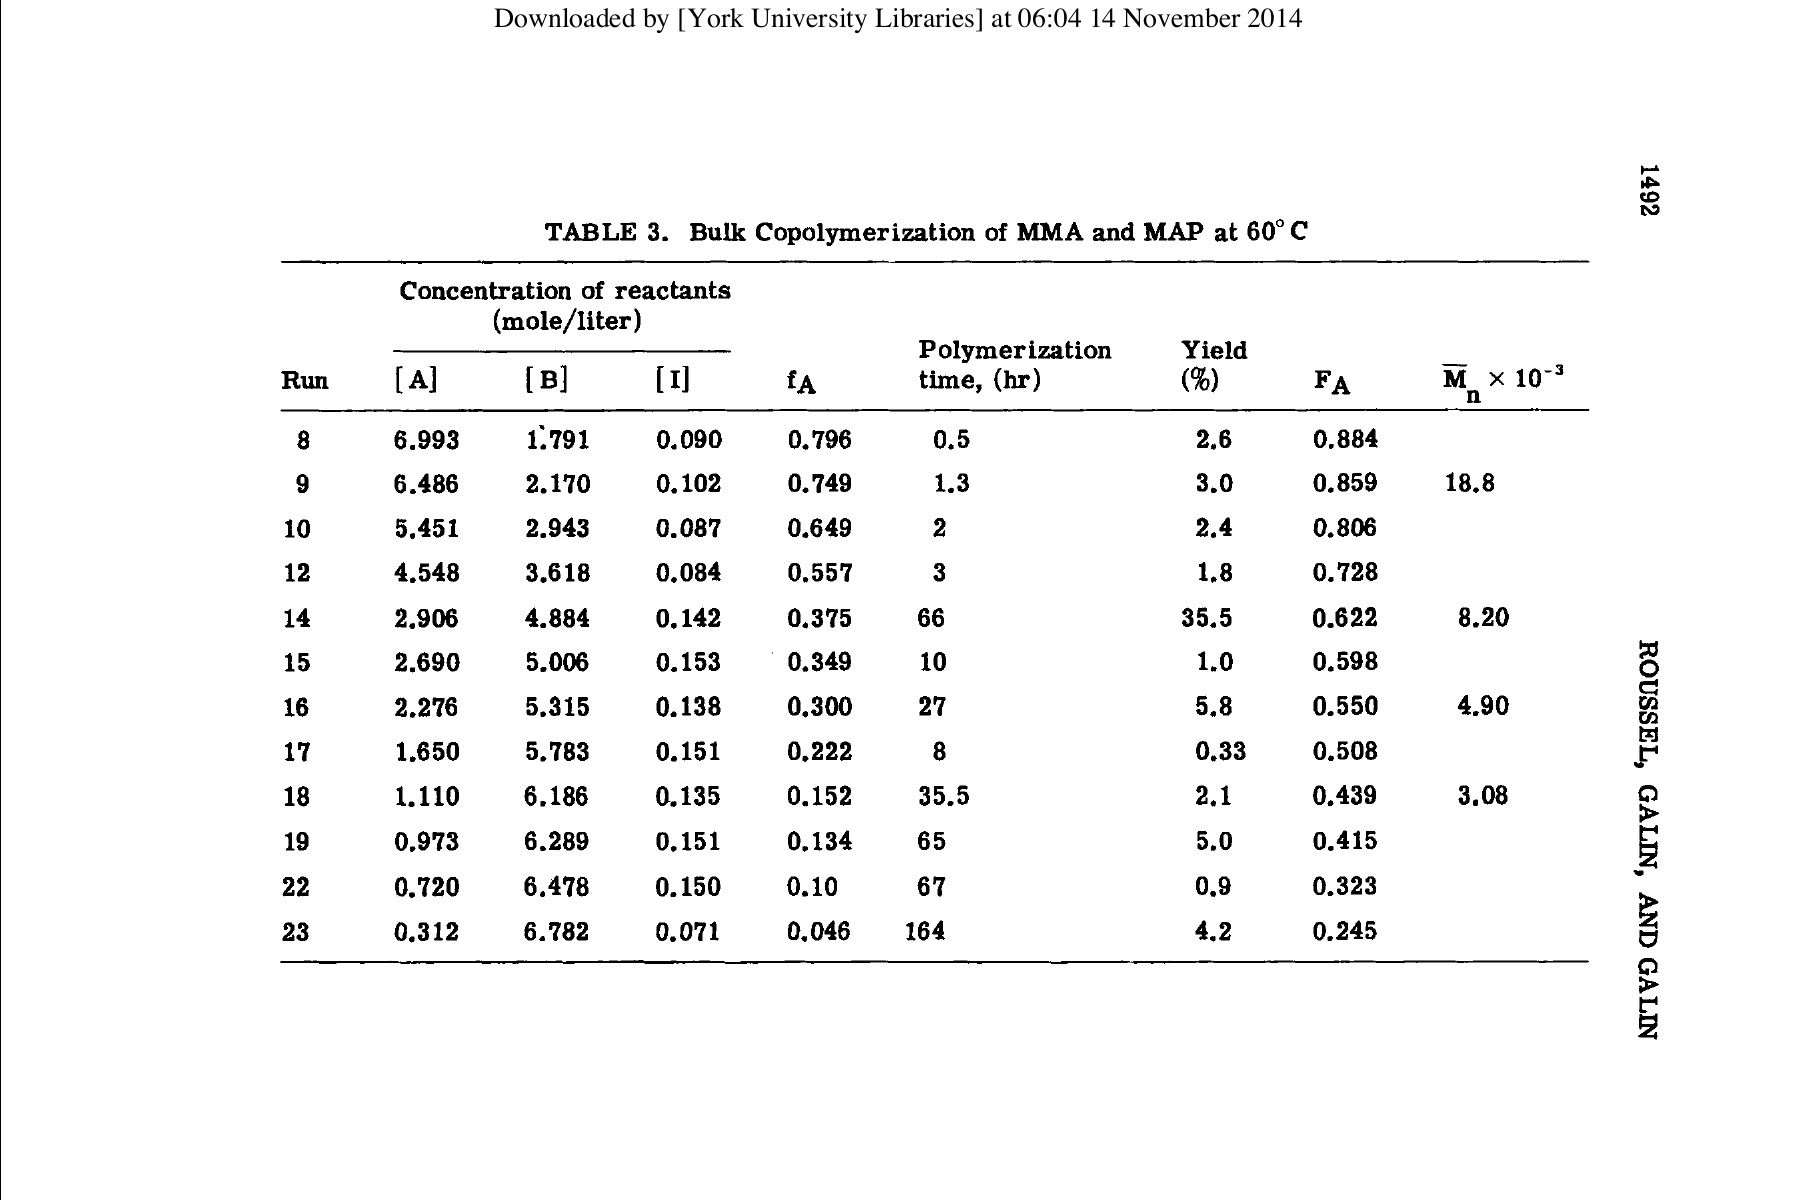 Downloaded by [York University Libraries] at 06:04 14 November 2014
1492
TABLE 3. Bulk Copolymerization of MMA and MAP at 60°C
Concentration of reactants
(mole/liter)
Polymerization Yield
Run [A] [B] [I] fA time, (hr) (%) FA M̅n × 10⁻³
8 6.993 1.791 0.090 0.796 0.5 2.6 0.884
9 6.486 2.170 0.102 0.749 1.3 3.0 0.859 18.8
10 5.451 2.943 0.087 0.649 2 2.4 0.806
12 4.548 3.618 0.084 0.557 3 1.8 0.728
14 2.906 4.884 0.142 0.375 66 35.5 0.622 8.20
15 2.690 5.006 0.153 0.349 10 1.0 0.598
16 2.276 5.315 0.138 0.300 27 5.8 0.550 4.90
17 1.650 5.783 0.151 0.222 8 0.33 0.508
18 1.110 6.186 0.135 0.152 35.5 2.1 0.439 3.08
19 0.973 6.289 0.151 0.134 65 5.0 0.415
22 0.720 6.478 0.150 0.10 67 0.9 0.323
23 0.312 6.782 0.071 0.046 164 4.2 0.245
ROUSSEL, GALIN, AND GALIN